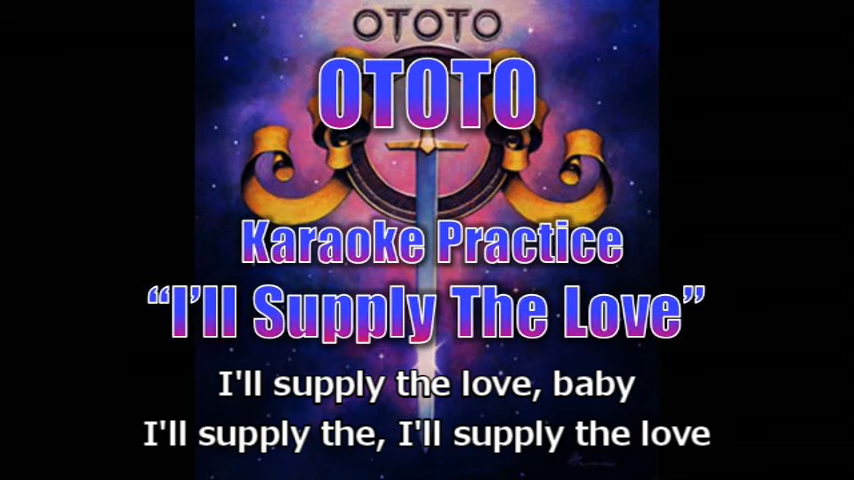 OTOTO
OTOTO
Karaoke Practice
“I’ll Supply The Love”
I'll supply the love, baby
I'll supply the, I'll supply the love